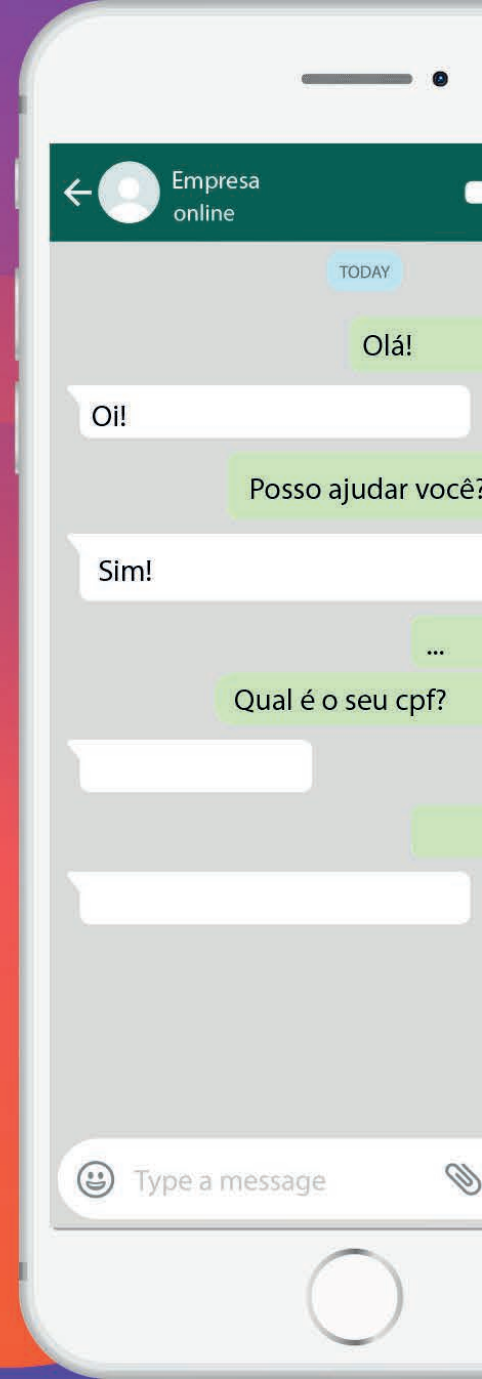 Empresa
online
TODAY
Olá!
Oi!
Posso ajudar você?
Sim!
...
Qual é o seu cpf?
Type a message